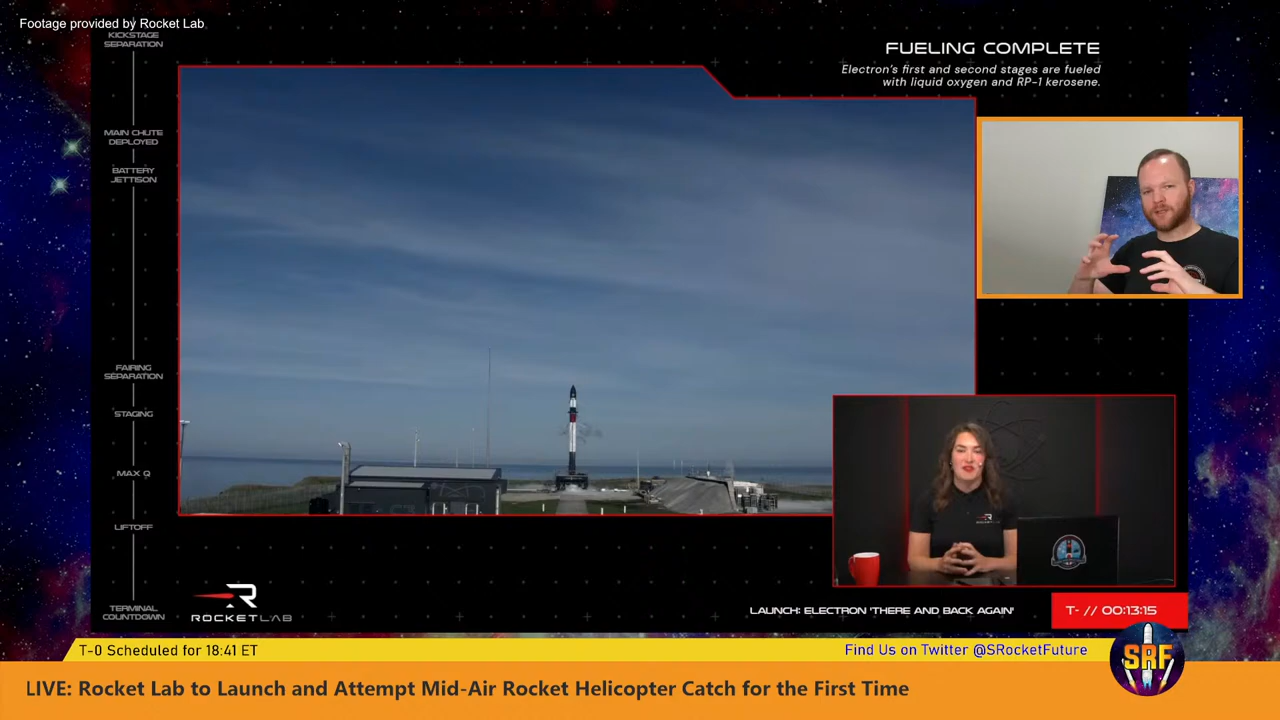 Footage provided by Rocket Lab
KICKSTAGE
SEPARATION
FUELING COMPLETE
Electron's first and second stages are fueled
with liquid oxygen and RP-1 kerosene.
MAIN CHUTE
DEPLOYED
BATTERY
JETTISON
FAIRING
SEPARATION
STAGING
MAX Q
LIFTOFF
TERMINAL
COUNTDOWN
ROCKETLAB
LAUNCH: ELECTRON 'THERE AND BACK AGAIN'
T- // 00:13:15
T-0 Scheduled for 18:41 ET
Find Us on Twitter @SRocketFuture
SRF
LIVE: Rocket Lab to Launch and Attempt Mid-Air Rocket Helicopter Catch for the First Time